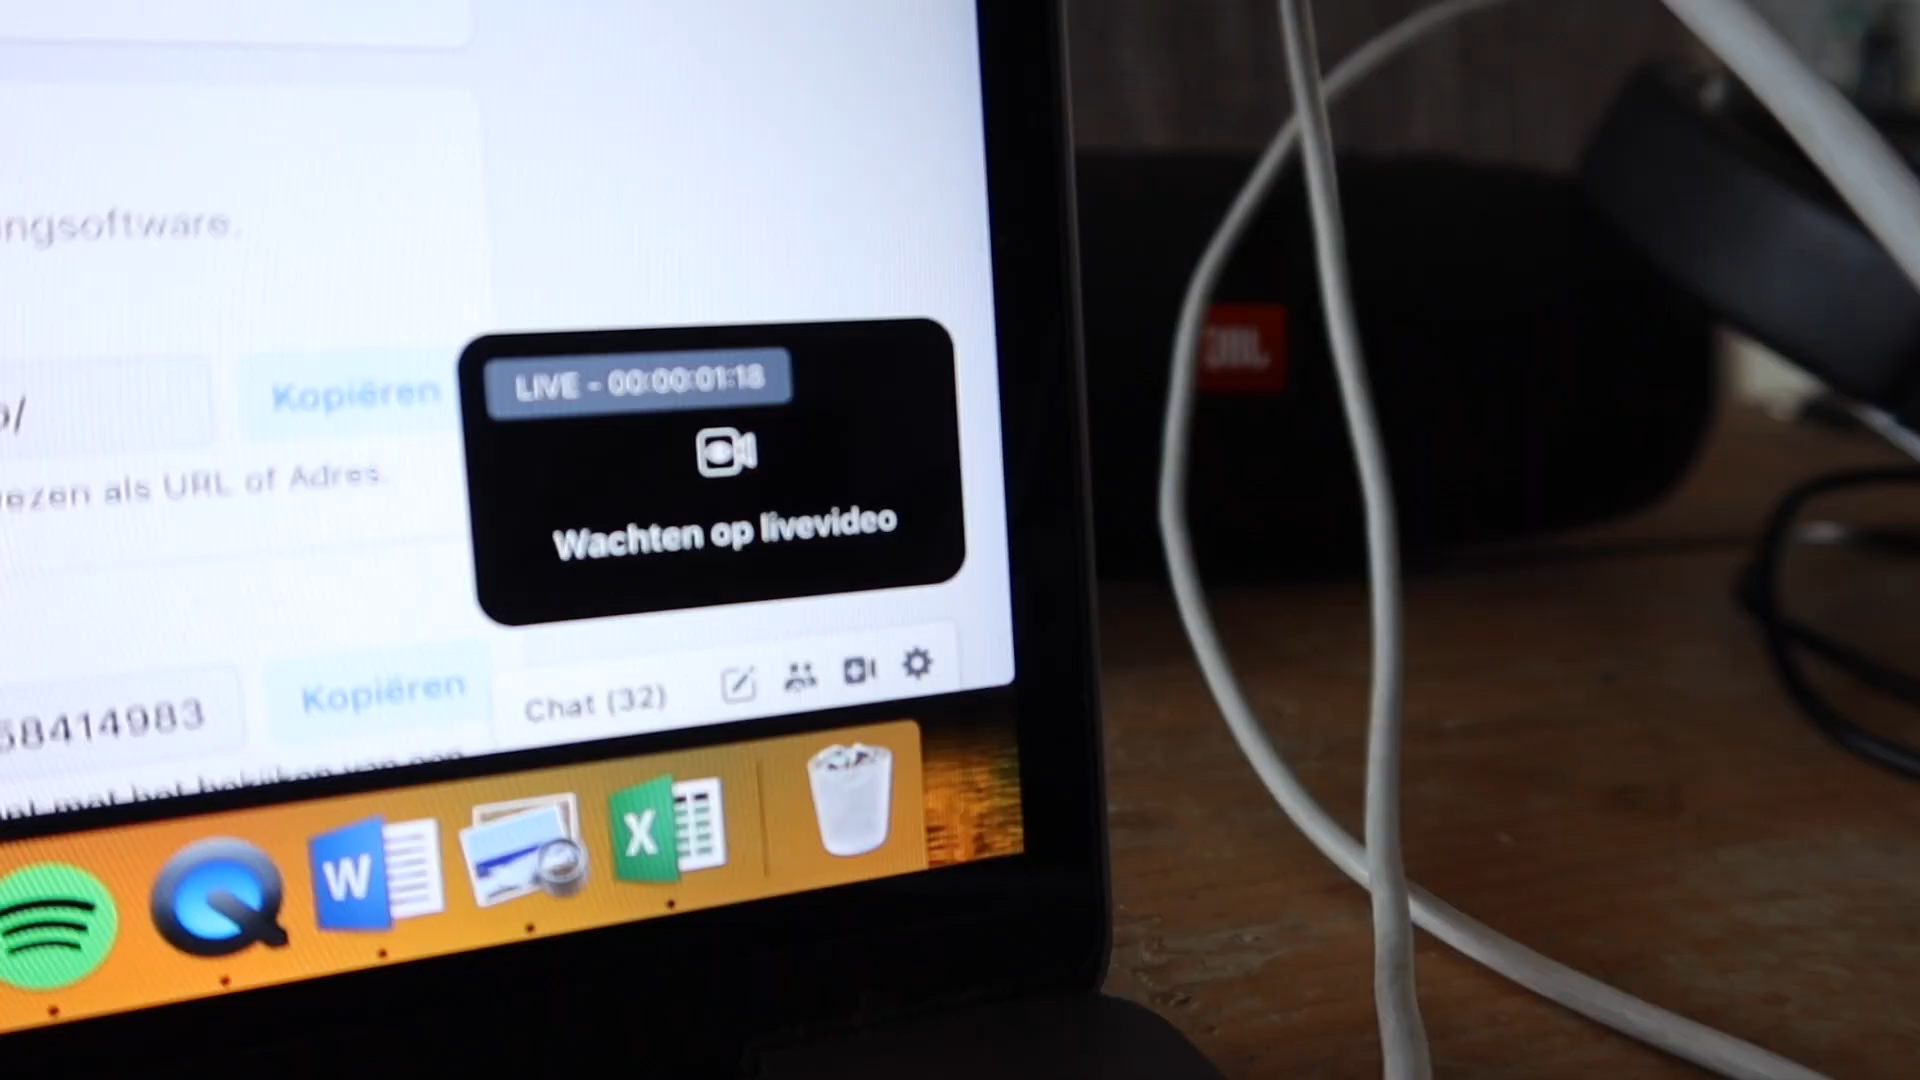 ngsoftware.
LIVE - 00:00:01:18
/
Kopiëren
Wachten op livevideo
ezen als URL of Adres.
58414983
Kopiëren
Chat (32)
W
X
JBL